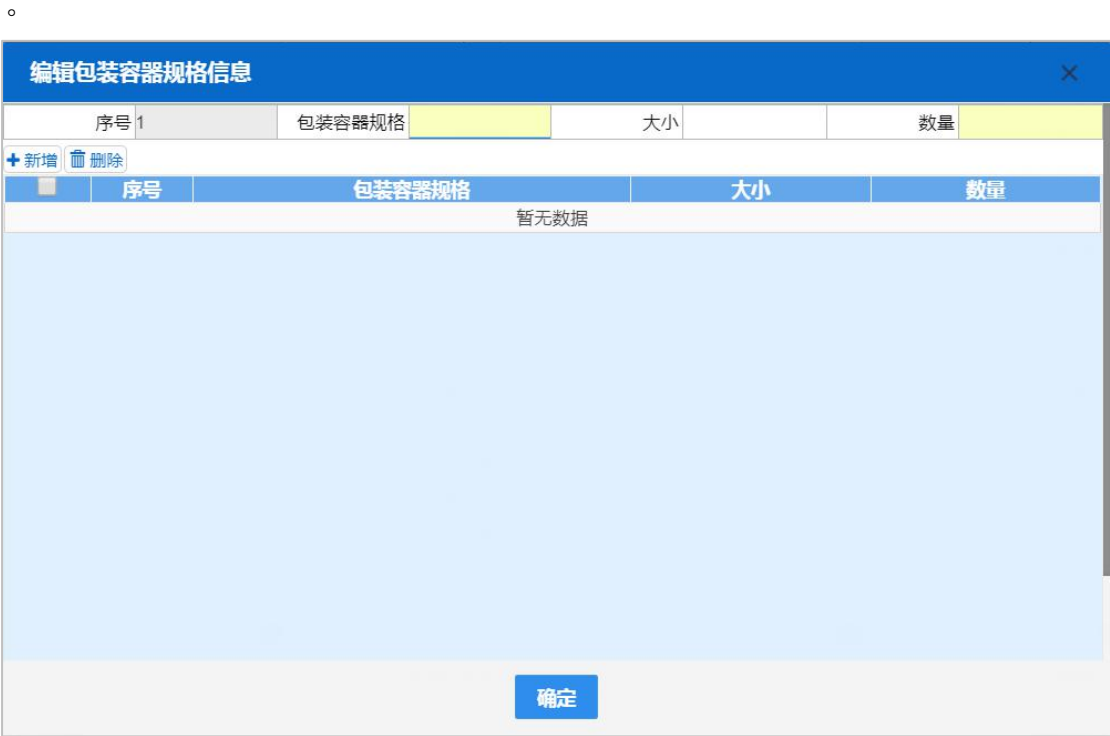 。
编辑包装容器规格信息
序号 1 包装容器规格 大小 数量
新增 删除
序号 包装容器规格 大小 数量
暂无数据
确定